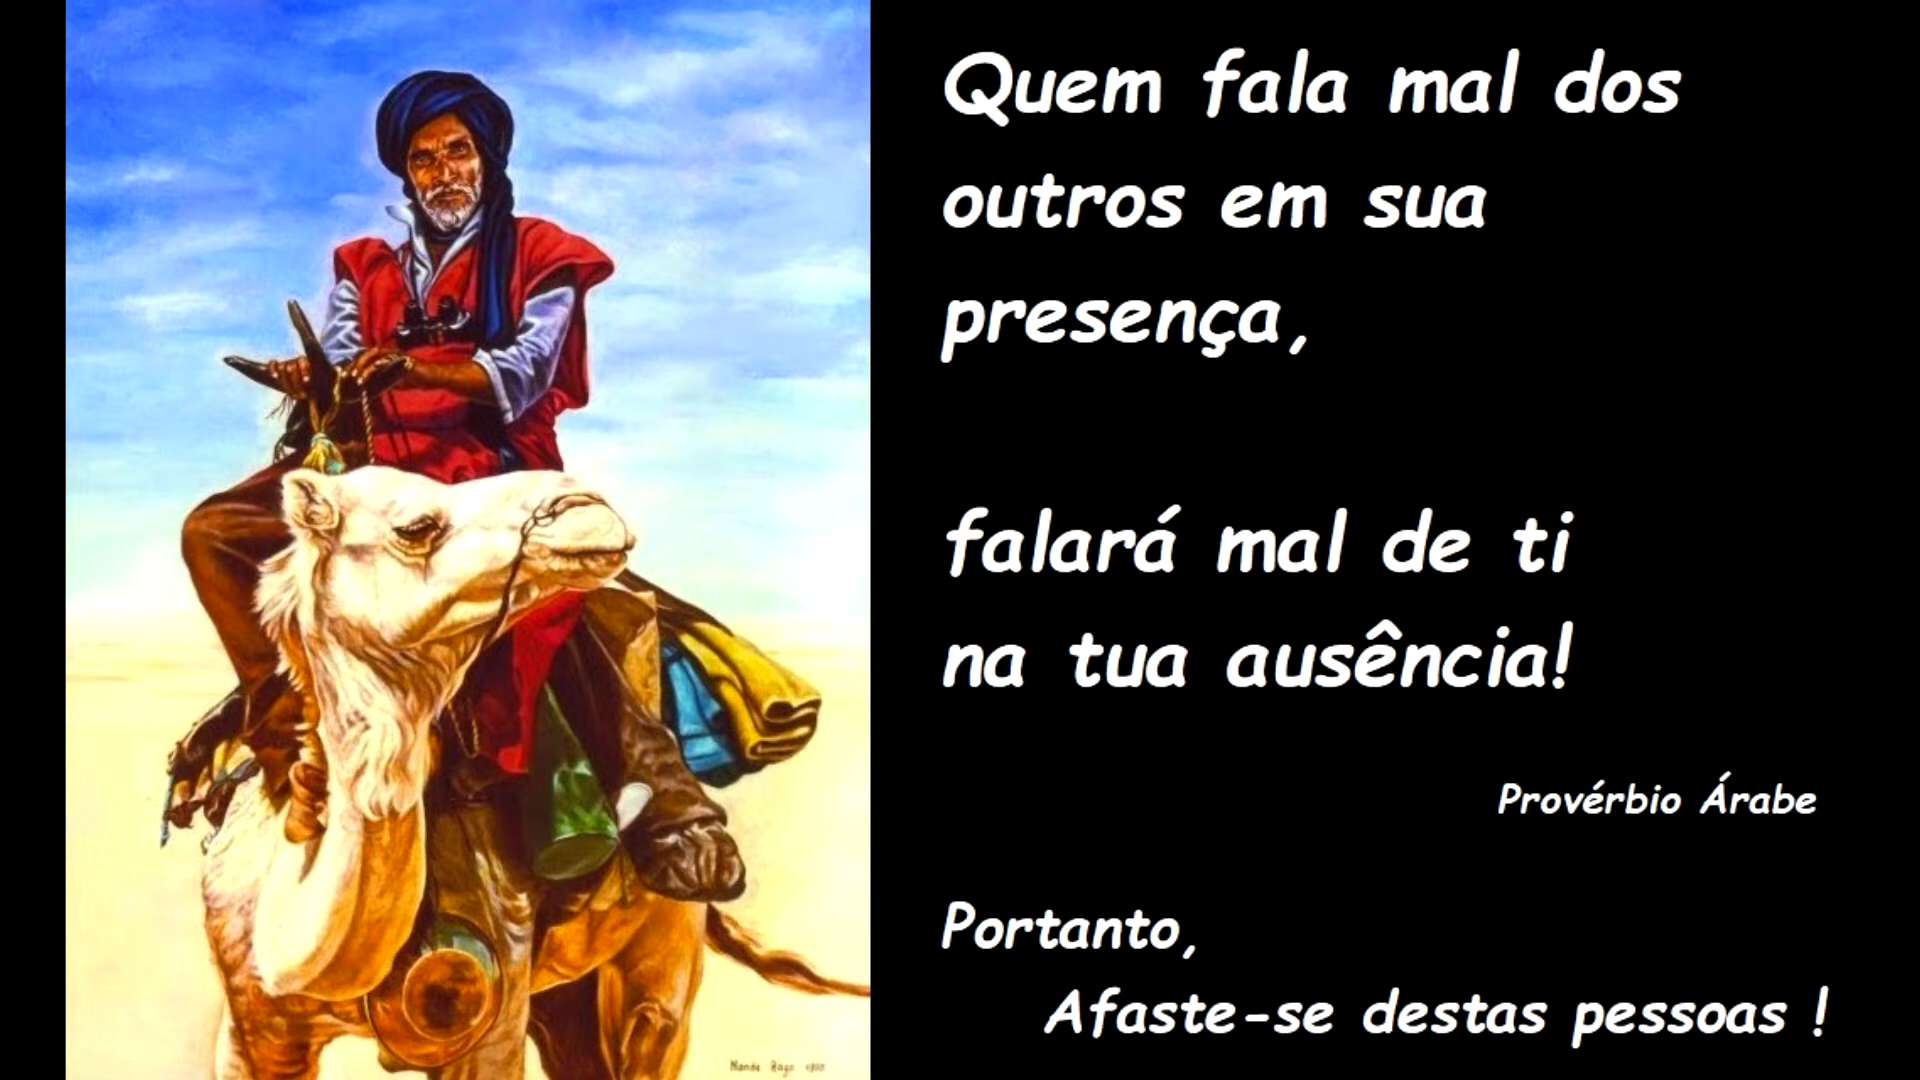 Quem fala mal dos
outros em sua
presença,
falará mal de ti
na tua ausência!
Provérbio Árabe
Portanto,
Afaste-se destas pessoas !